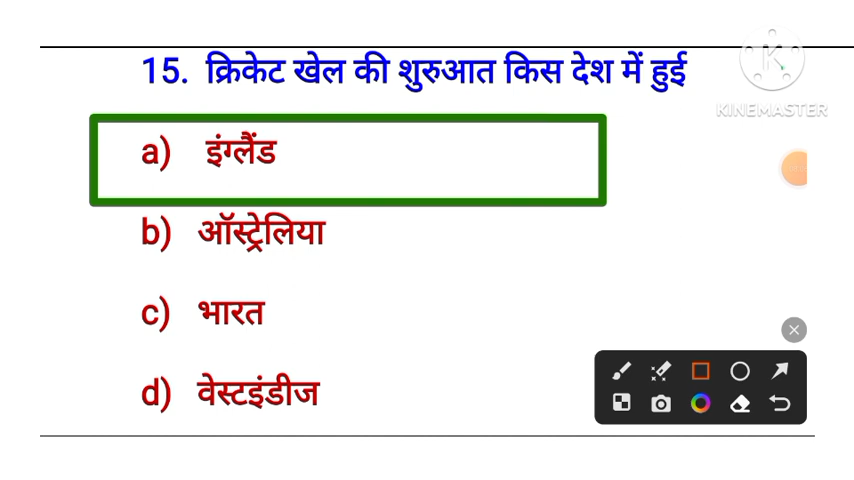 15. क्रिकेट खेल की शुरुआत किस देश में हुई
KINEMASTER
a) इंग्लैंड
b) ऑस्ट्रेलिया
c) भारत
d) वेस्टइंडीज